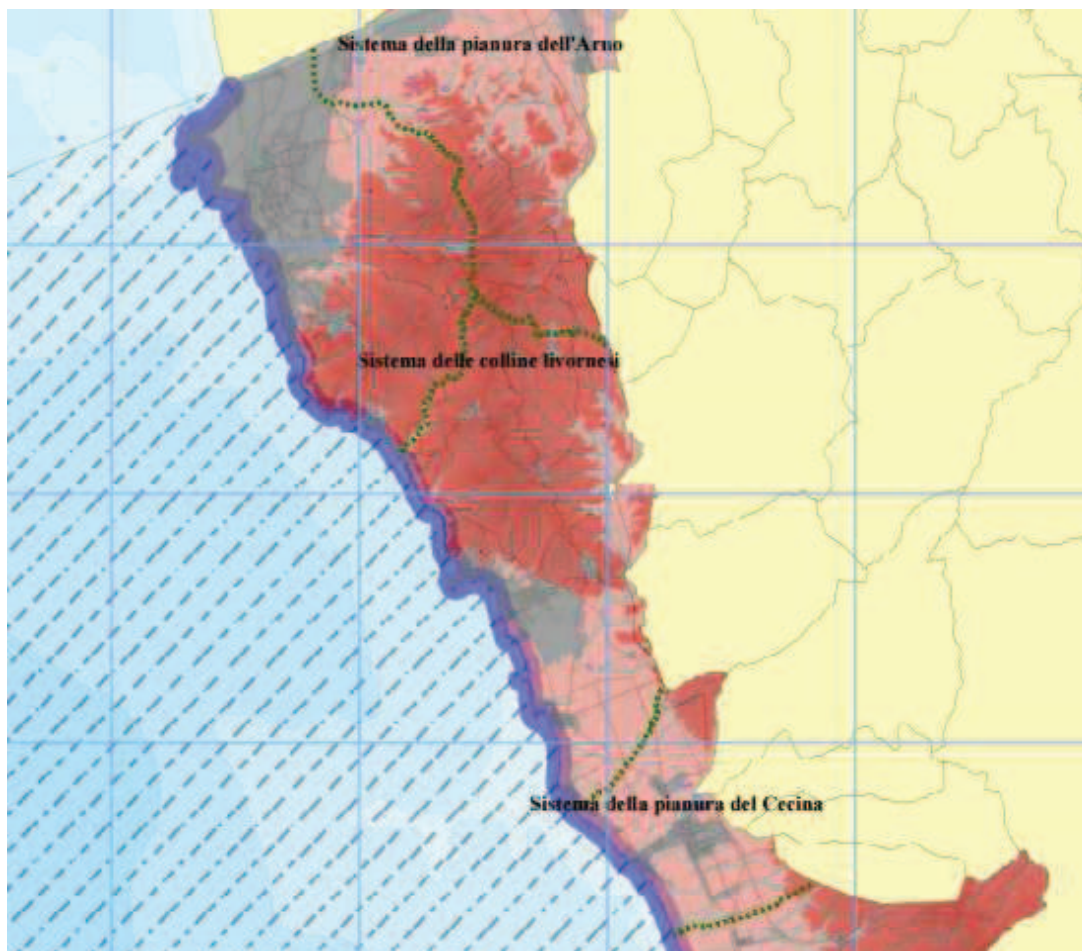 Sistema della pianura dell'Arno
Sistema delle colline livornesi
Sistema della pianura del Cecina